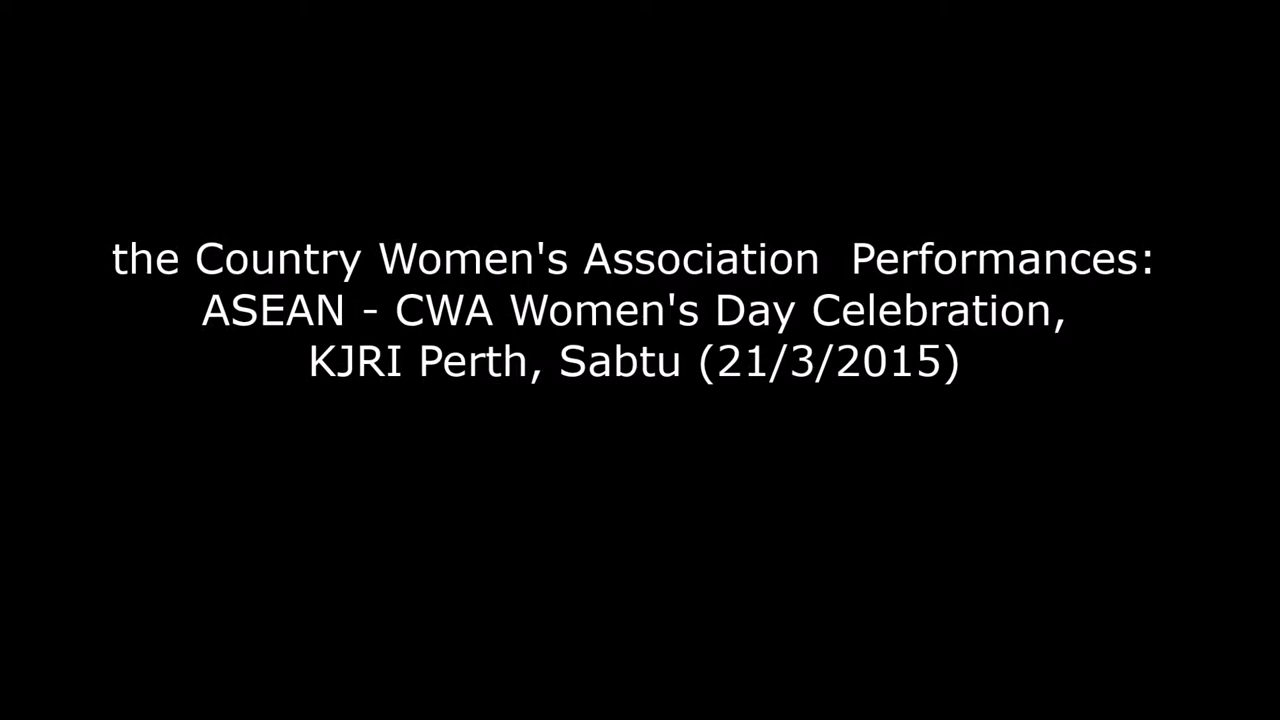 the Country Women's Association  Performances:
ASEAN - CWA Women's Day Celebration,
KJRI Perth, Sabtu (21/3/2015)